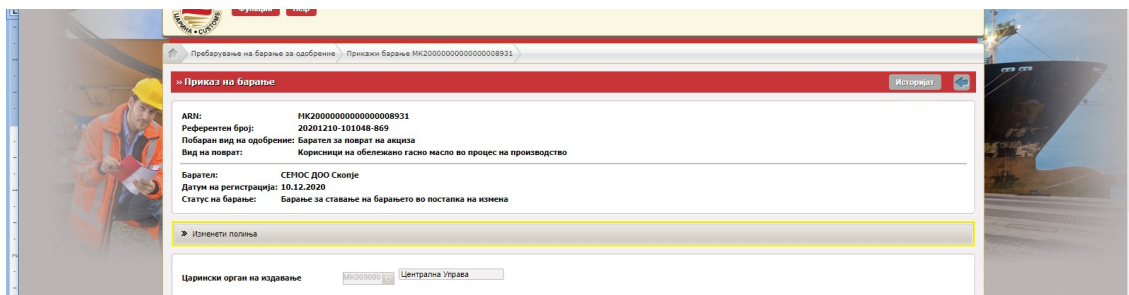 ЦАРИНА • CUSTOMS
Пребарување на барање за одобрение
Прикажи барање MK20000000000000008931
» Приказ на барање
Историјат
ARN: MK20000000000000008931
Референтен број: 20201210-101048-869
Побаран вид на одобрение: Барател за поврат на акциза
Вид на поврат: Корисници на обележано гасно масло во процес на производство
Барател: СЕМОС ДОО Скопје
Датум на регистрација: 10.12.2020
Статус на барање: Барање за ставање на барањето во постапка на измена
» Изменети полиња
Царински орган на издавање MK009000 Централна Управа